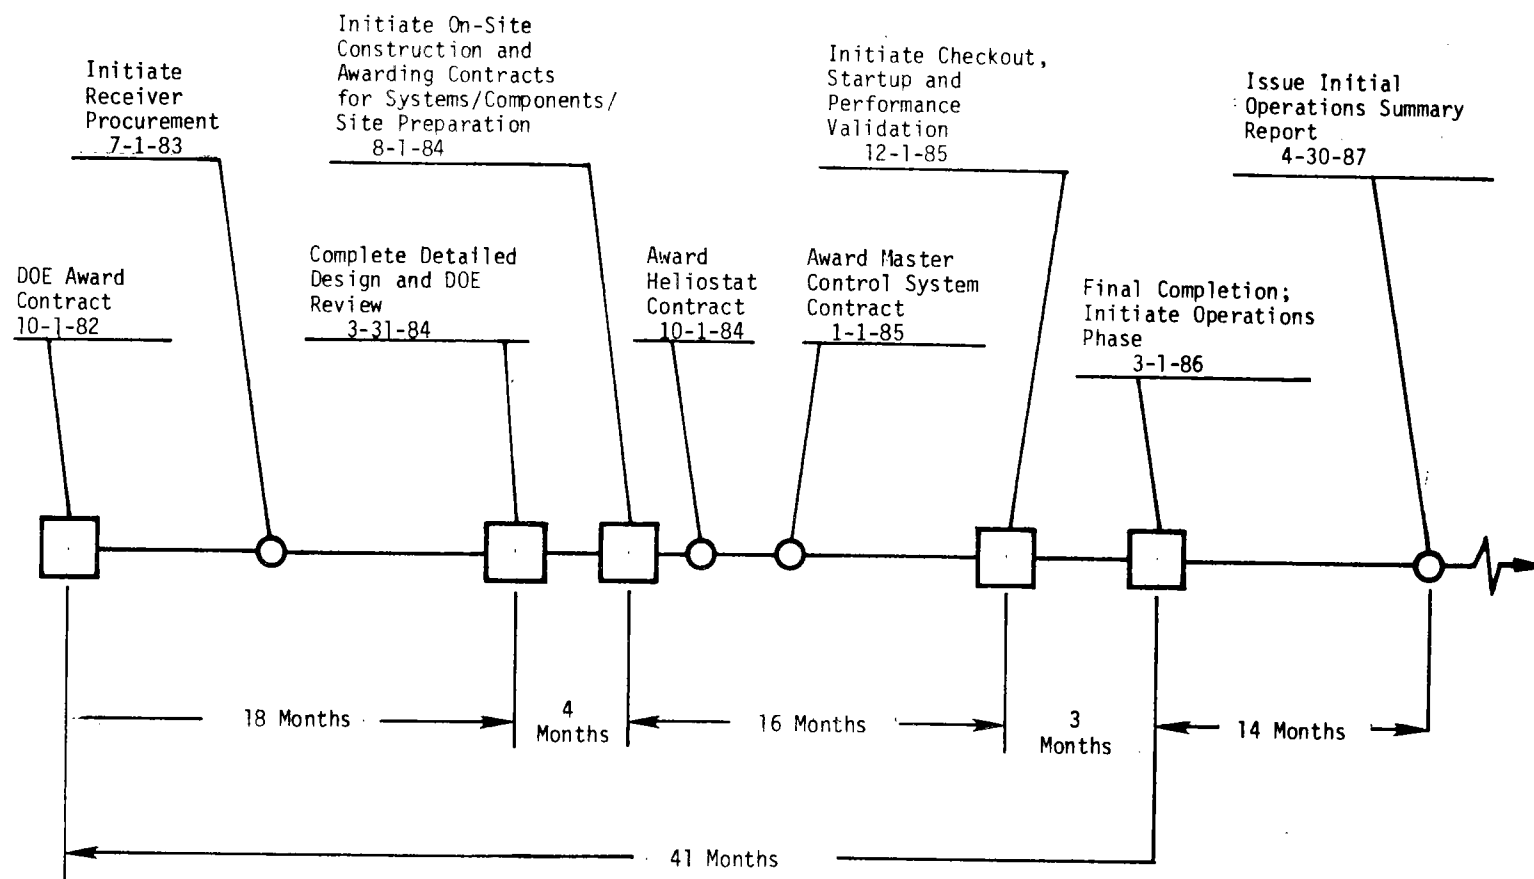 Initiate
Receiver
Procurement
7-1-83
Initiate On-Site
Construction and
Awarding Contracts
for Systems/Components/
Site Preparation
8-1-84
Initiate Checkout,
Startup and
Performance
Validation
12-1-85
Issue Initial
Operations Summary
Report
4-30-87
DOE Award
Contract
10-1-82
Complete Detailed
Design and DOE
Review
3-31-84
Award
Heliostat
Contract
10-1-84
Award Master
Control System
Contract
1-1-85
Final Completion;
Initiate Operations
Phase
3-1-86
18 Months
4
Months
16 Months
3
Months
14 Months
41 Months